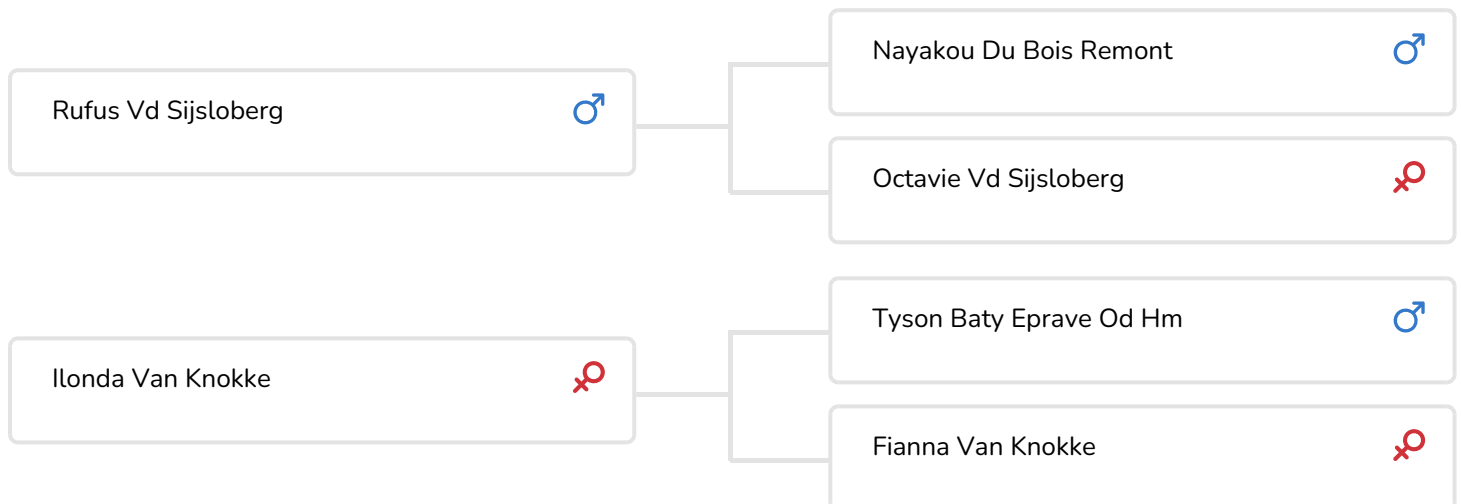 Nayakou Du Bois Remont
Rufus Vd Sijsloberg
Octavie Vd Sijsloberg
Tyson Baty Eprave Od Hm
Ilonda Van Knokke
Fianna Van Knokke